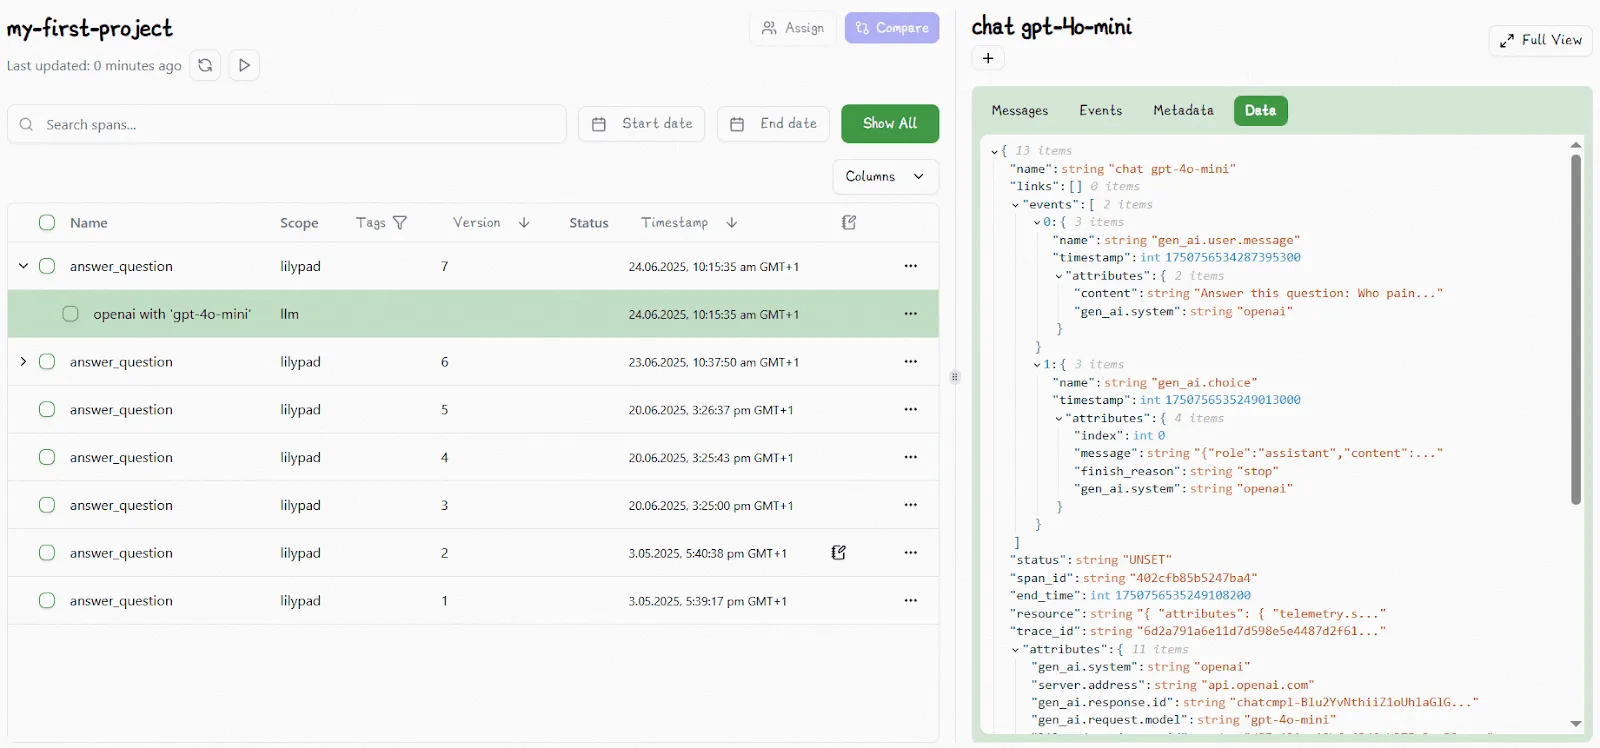 my-first-project
Assign
Compare
Last updated: 0 minutes ago
Search spans...
Start date
End date
Show All
Columns
Name Scope Tags Version Status Timestamp
answer_question lilypad 7 24.06.2025, 10:15:35 am GMT+1 ...
openai with 'gpt-4o-mini' llm 24.06.2025, 10:15:35 am GMT+1 ...
answer_question lilypad 6 23.06.2025, 10:37:50 am GMT+1 ...
answer_question lilypad 5 20.06.2025, 3:26:37 pm GMT+1 ...
answer_question lilypad 4 20.06.2025, 3:25:43 pm GMT+1 ...
answer_question lilypad 3 20.06.2025, 3:25:00 pm GMT+1 ...
answer_question lilypad 2 3.05.2025, 5:40:38 pm GMT+1 ...
answer_question lilypad 1 3.05.2025, 5:39:17 pm GMT+1 ...
chat gpt-4o-mini
+
Full View
Messages Events Metadata Data
{ 13 items
"name": string "chat gpt-4o-mini"
"links": [] 0 items
"events": [ 2 items
0: { 3 items
"name": string "gen_ai.user.message"
"timestamp": int 1750756534287395300
"attributes": { 2 items
"content": string "Answer this question: Who pain..."
"gen_ai.system": string "openai"
}
}
1: { 3 items
"name": string "gen_ai.choice"
"timestamp": int 1750756535249013000
"attributes": { 4 items
"index": int 0
"message": string "{"role":"assistant","content":..."
"finish_reason": string "stop"
"gen_ai.system": string "openai"
}
}
]
"status": string "UNSET"
"span_id": string "402cfb85b5247ba4"
"end_time": int 1750756535249108200
"resource": string "{ "attributes": { "telemetry.s..."
"trace_id": string "6d2a791a6e11d7d598e5e4487d2f61..."
"attributes": { 11 items
"gen_ai.system": string "openai"
"server.address": string "api.openai.com"
"gen_ai.response.id": string "chatcmpl-Blu2YvNthiiZ1oUhlaGlG..."
"gen_ai.request.model": string "gpt-4o-mini"